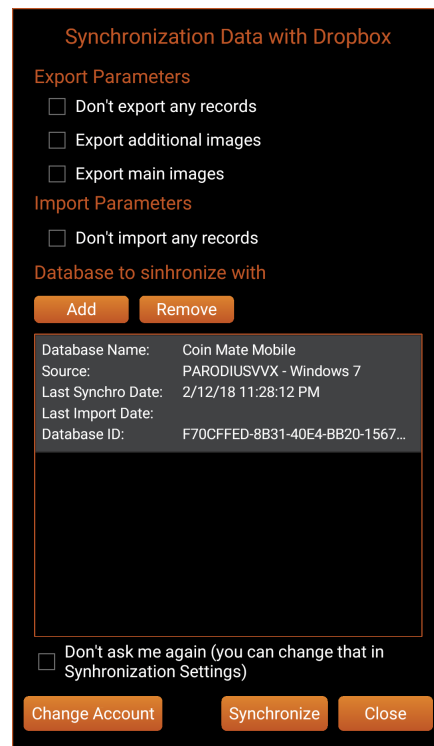 Synchronization Data with Dropbox
Export Parameters
Don't export any records
Export additional images
Export main images
Import Parameters
Don't import any records
Database to sinhronize with
Add Remove
Database Name: Coin Mate Mobile
Source: PARODIUSVVX - Windows 7
Last Synchro Date: 2/12/18 11:28:12 PM
Last Import Date:
Database ID: F70CFFED-8B31-40E4-BB20-1567...
Don't ask me again (you can change that in
Synhronization Settings)
Change Account Synchronize Close